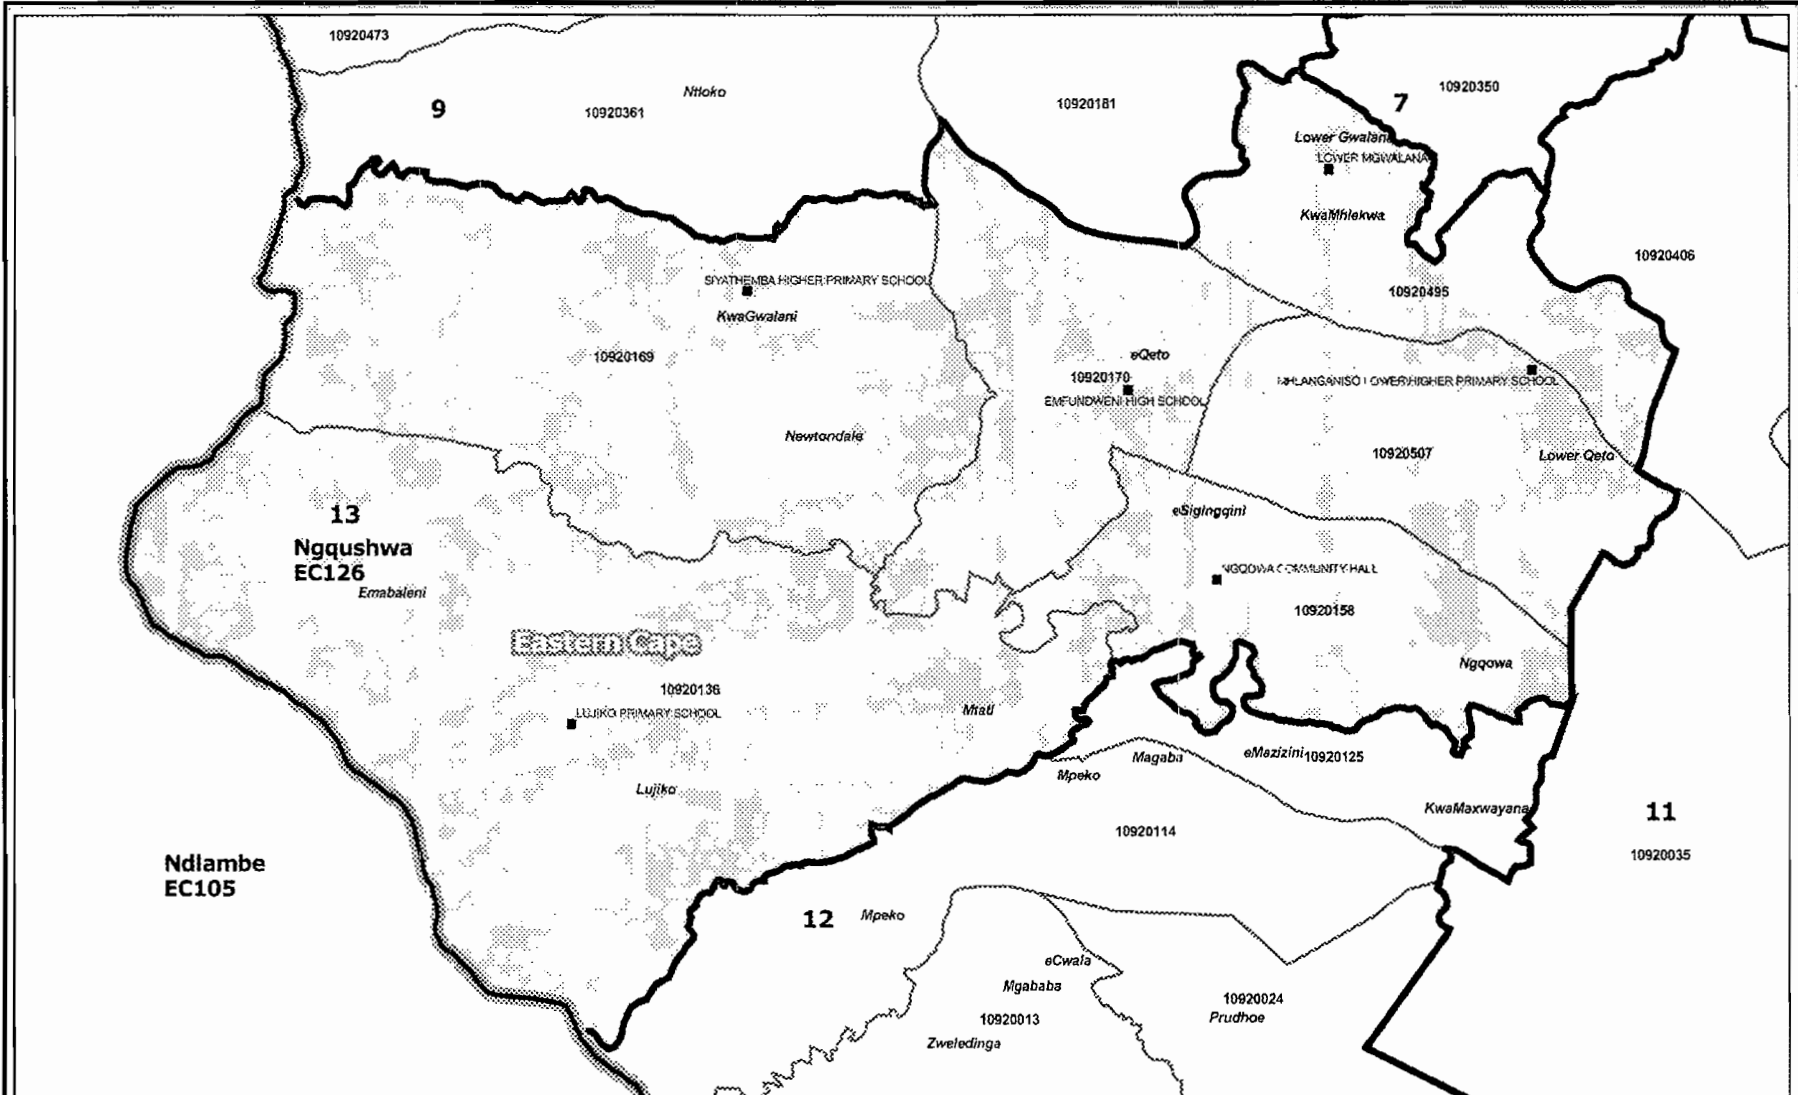 10920473
9
10920361
Ntloko
10920181
7
10920350
Lower Gwalana
LOWER MGWALANA
KwaMhlekwa
10920406
10920495
SIYATHEMBA HIGHER PRIMARY SCHOOL
KwaGwalani
10920169
eQeto
10920170
EMFUNDWENI HIGH SCHOOL
MHLANGANISO LOWER/HIGHER PRIMARY SCHOOL
Newtondale
10920507
Lower Qeto
13
Ngqushwa
EC126
Emabaleni
eSigingqini
NGQOWA COMMUNITY HALL
10920158
Eastern Cape
Ngqowa
10920136
LUJIKO PRIMARY SCHOOL
Mtati
Lujiko
Mpeko
Magaba
eMazizini
10920125
KwaMaxwayana
10920114
11
10920035
Ndlambe
EC105
12
Mpeko
eCwala
Mgababa
10920013
Zweledinga
10920024
Prudhoe